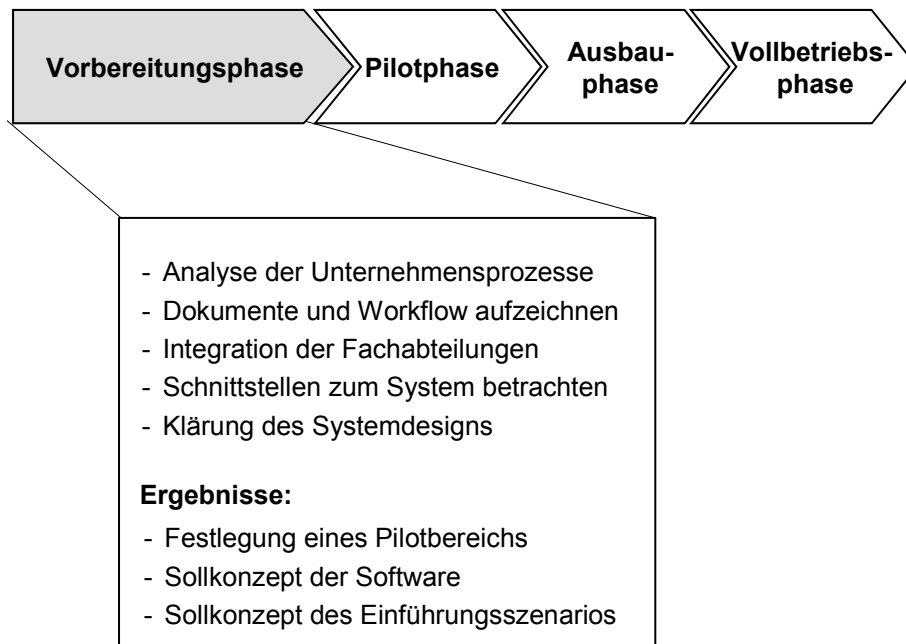 Vorbereitungsphase
Pilotphase
Ausbau-
phase
Vollbetriebs-
phase
- Analyse der Unternehmensprozesse
- Dokumente und Workflow aufzeichnen
- Integration der Fachabteilungen
- Schnittstellen zum System betrachten
- Klärung des Systemdesigns
Ergebnisse:
- Festlegung eines Pilotbereichs
- Sollkonzept der Software
- Sollkonzept des Einführungsszenarios